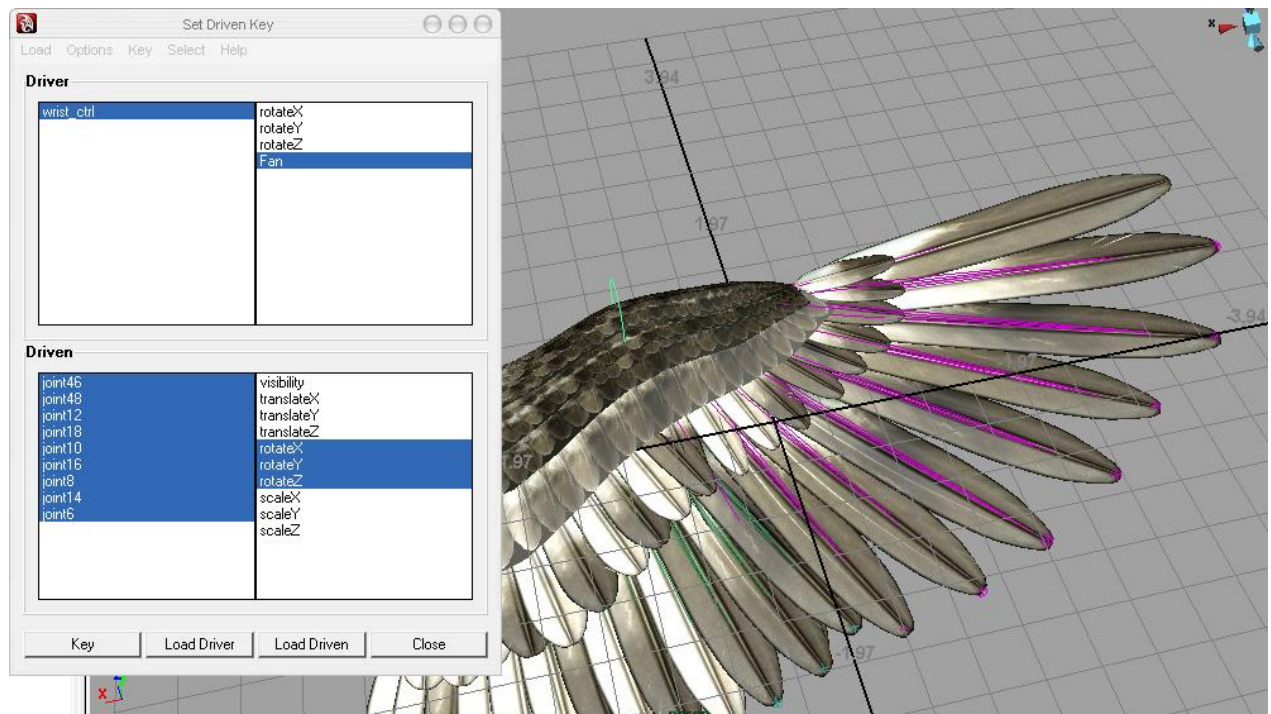 Set Driven Key
Load Options Key Select Help
Driver
wrist_ctrl
rotateX
rotateY
rotateZ
Fan
Driven
joint46
joint48
joint12
joint18
joint10
joint16
joint8
joint14
joint6
visibility
translateX
translateY
translateZ
rotateX
rotateY
rotateZ
scaleX
scaleY
scaleZ
Key Load Driver Load Driven Close
3.94
1.97
-3.94
-1.97
1.97
-1.97
x
x